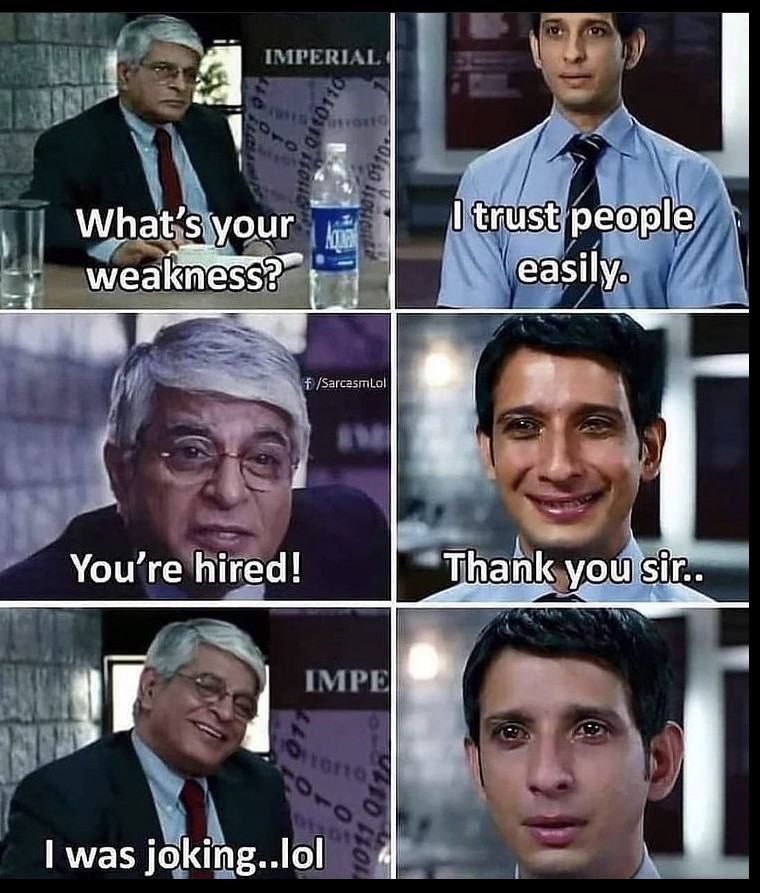 IMPERIAL
What's your
weakness?
I trust people
easily.
f/SarcasmLol
You're hired!
Thank you sir..
IMPE
I was joking..lol